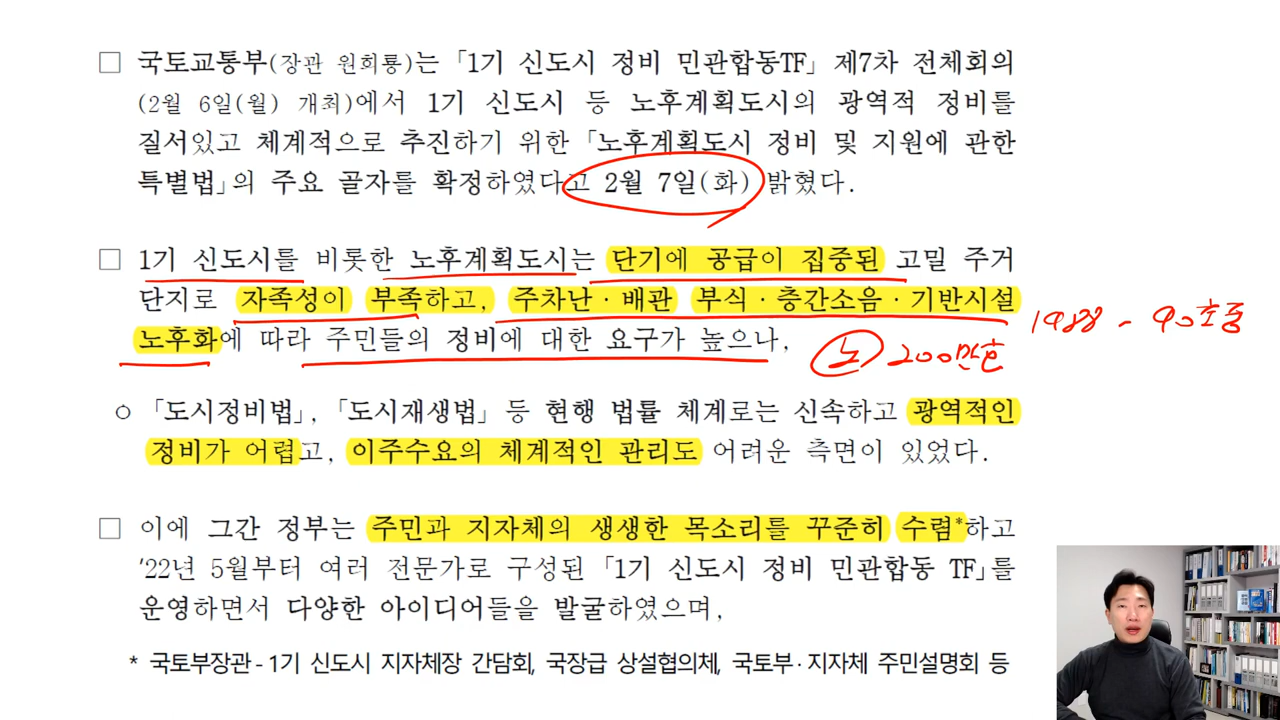 □ 국토교통부(장관 원희룡)는 「1기 신도시 정비 민관합동TF」 제7차 전체회의
(2월 6일(월) 개최)에서 1기 신도시 등 노후계획도시의 광역적 정비를
질서있고 체계적으로 추진하기 위한 「노후계획도시 정비 및 지원에 관한
특별법」의 주요 골자를 확정하였다고 2월 7일(화) 밝혔다.
□ 1기 신도시를 비롯한 노후계획도시는 단기에 공급이 집중된 고밀 주거
단지로 자족성이 부족하고, 주차난·배관 부식·층간소음·기반시설
노후화에 따라 주민들의 정비에 대한 요구가 높으나,
1988 - 90초중
노 200만호
○ 「도시정비법」, 「도시재생법」 등 현행 법률 체계로는 신속하고 광역적인
정비가 어렵고, 이주수요의 체계적인 관리도 어려운 측면이 있었다.
□ 이에 그간 정부는 주민과 지자체의 생생한 목소리를 꾸준히 수렴*하고
'22년 5월부터 여러 전문가로 구성된 「1기 신도시 정비 민관합동 TF」를
운영하면서 다양한 아이디어들을 발굴하였으며,
* 국토부장관-1기 신도시 지자체장 간담회, 국장급 상설협의체, 국토부·지자체 주민설명회 등